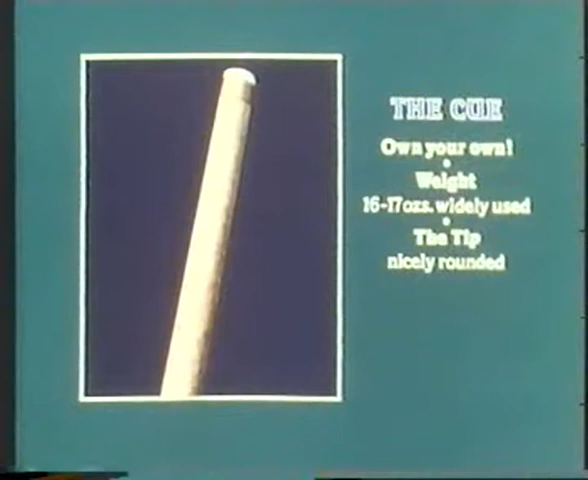 THE CUE
Own your own!
•
Weight
16-17ozs. widely used
•
The Tip
nicely rounded